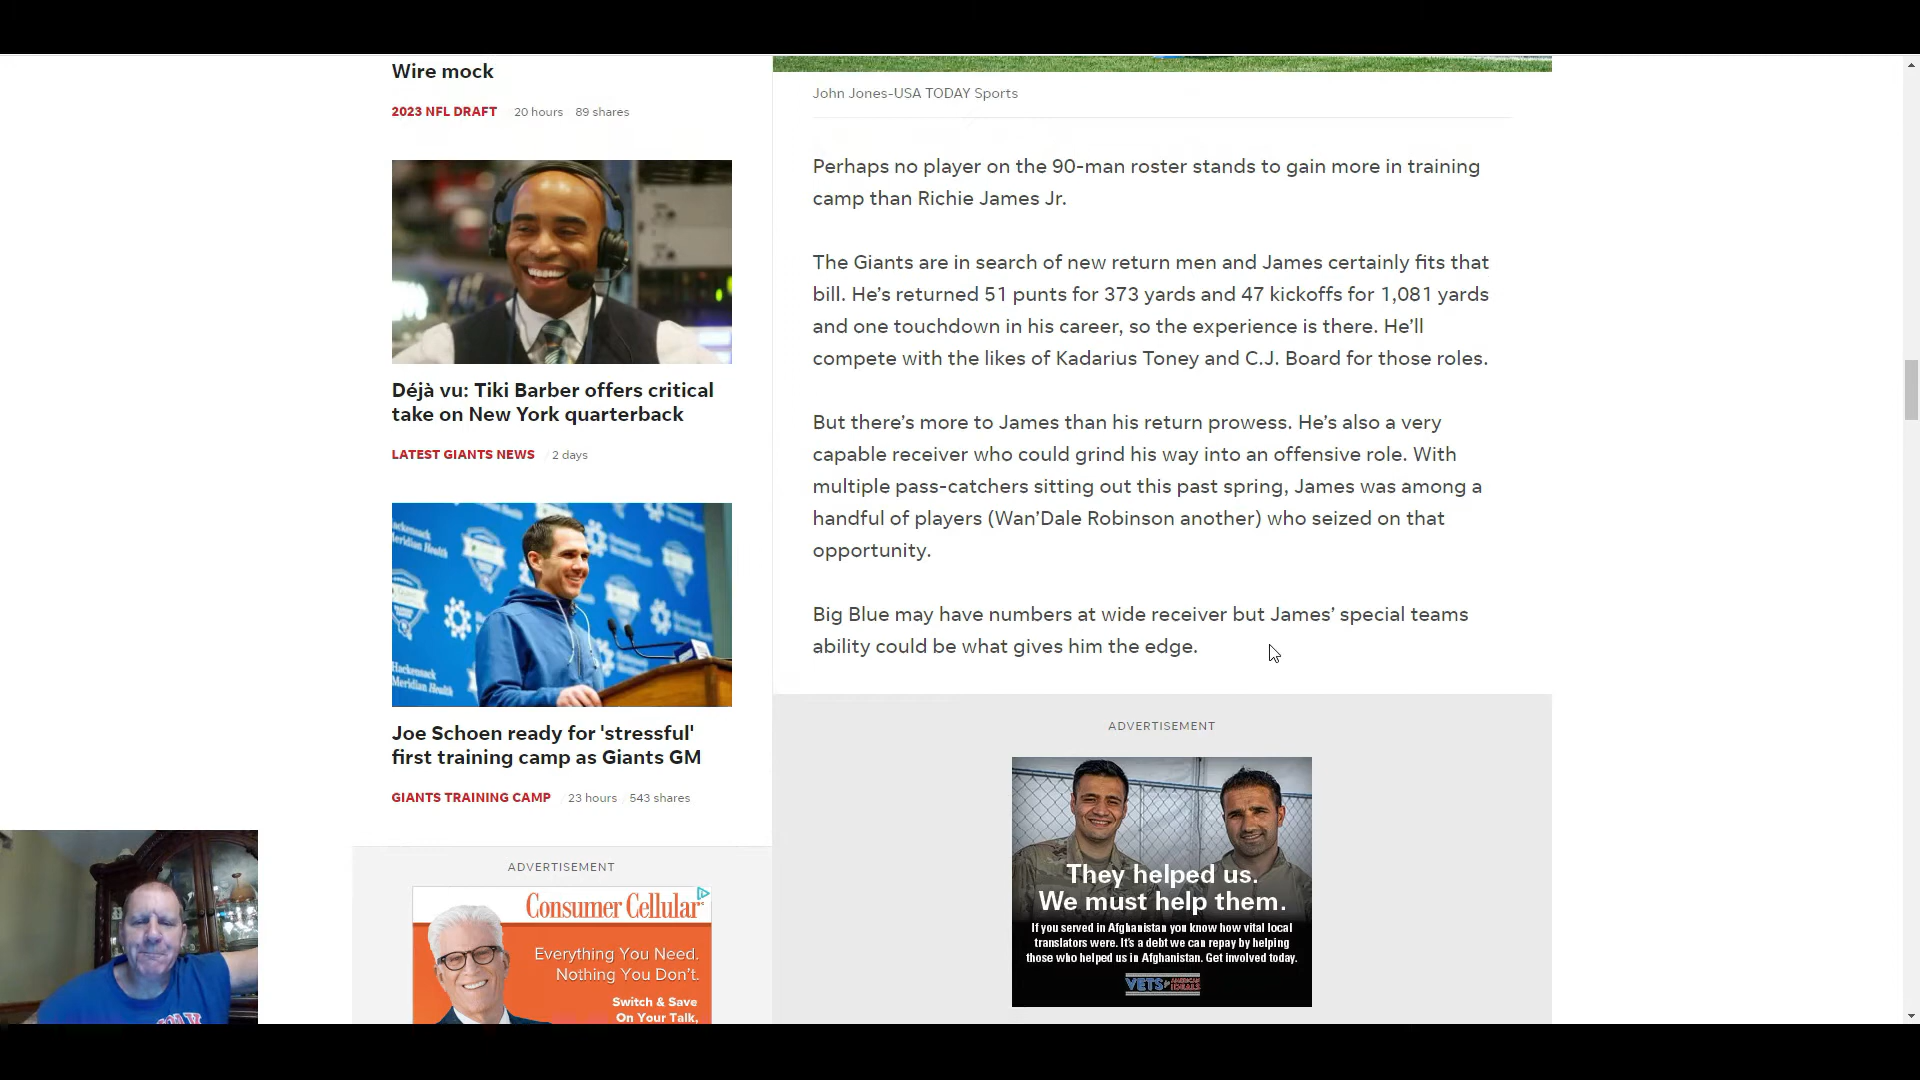 Wire mock
2023 NFL DRAFT 20 hours 89 shares
Déjà vu: Tiki Barber offers critical
take on New York quarterback
LATEST GIANTS NEWS 2 days
Hackensack
Meridian Health
Hackensack
Meridian Health
Joe Schoen ready for 'stressful'
first training camp as Giants GM
GIANTS TRAINING CAMP 23 hours 543 shares
ADVERTISEMENT
Consumer Cellular
Everything You Need.
Nothing You Don't.
Switch & Save
On Your Talk,
John Jones-USA TODAY Sports
Perhaps no player on the 90-man roster stands to gain more in training
camp than Richie James Jr.
The Giants are in search of new return men and James certainly fits that
bill. He’s returned 51 punts for 373 yards and 47 kickoffs for 1,081 yards
and one touchdown in his career, so the experience is there. He’ll
compete with the likes of Kadarius Toney and C.J. Board for those roles.
But there’s more to James than his return prowess. He’s also a very
capable receiver who could grind his way into an offensive role. With
multiple pass-catchers sitting out this past spring, James was among a
handful of players (Wan’Dale Robinson another) who seized on that
opportunity.
Big Blue may have numbers at wide receiver but James’ special teams
ability could be what gives him the edge.
ADVERTISEMENT
They helped us.
We must help them.
If you served in Afghanistan you know how vital local
translators were. It's a debt we can repay by helping
those who helped us in Afghanistan. Get involved today.
VETS for AMERICAN IDEALS